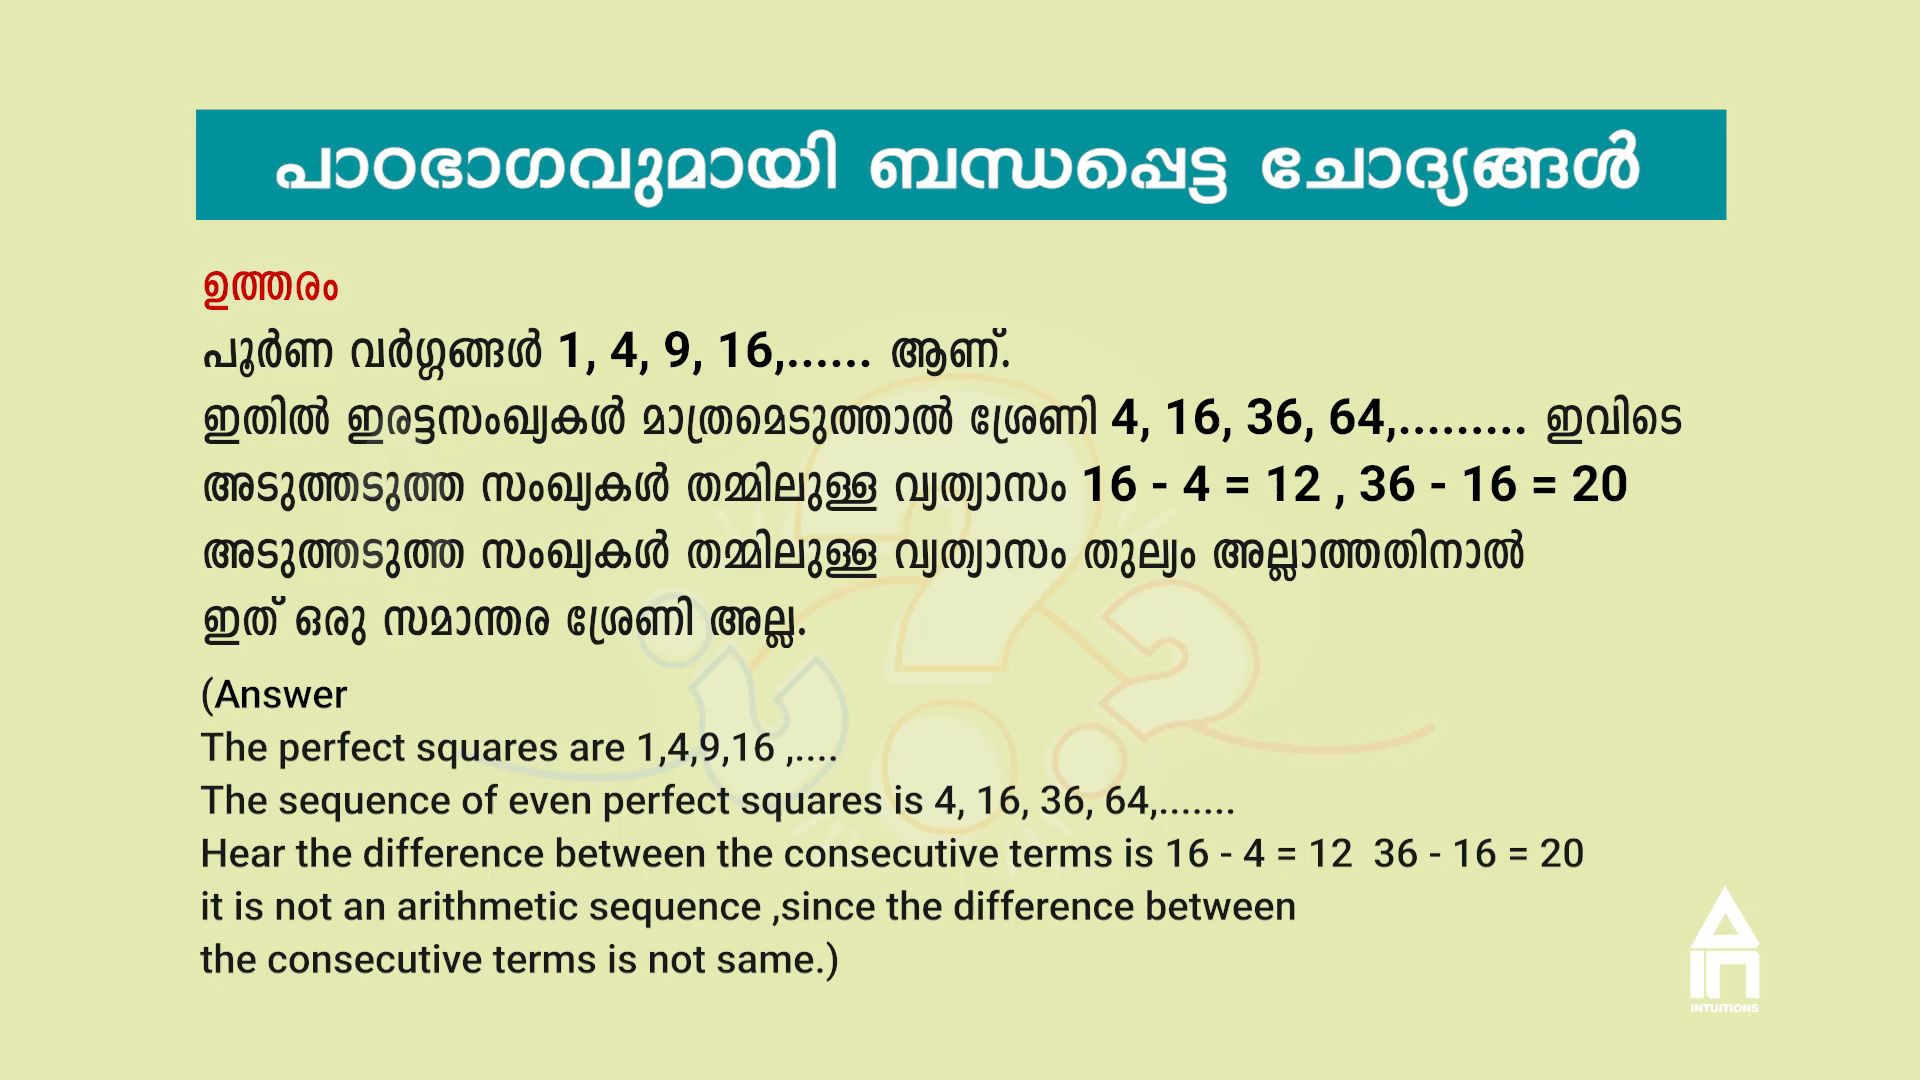 പാഠഭാഗവുമായി ബന്ധപ്പെട്ട ചോദ്യങ്ങൾ
ഉത്തരം
പൂർണ വർഗ്ഗങ്ങൾ 1, 4, 9, 16,...... ആണ്.
ഇതിൽ ഇരട്ടസംഖ്യകൾ മാത്രമെടുത്താൽ ശ്രേണി 4, 16, 36, 64,......... ഇവിടെ
അടുത്തടുത്ത സംഖ്യകൾ തമ്മിലുള്ള വ്യത്യാസം 16 - 4 = 12 , 36 - 16 = 20
അടുത്തടുത്ത സംഖ്യകൾ തമ്മിലുള്ള വ്യത്യാസം തുല്യം അല്ലാത്തതിനാൽ
ഇത് ഒരു സമാന്തര ശ്രേണി അല്ല.
(Answer
The perfect squares are 1,4,9,16 ,....
The sequence of even perfect squares is 4, 16, 36, 64,.......
Hear the difference between the consecutive terms is 16 - 4 = 12  36 - 16 = 20
it is not an arithmetic sequence ,since the difference between
the consecutive terms is not same.)
INTUITIONS